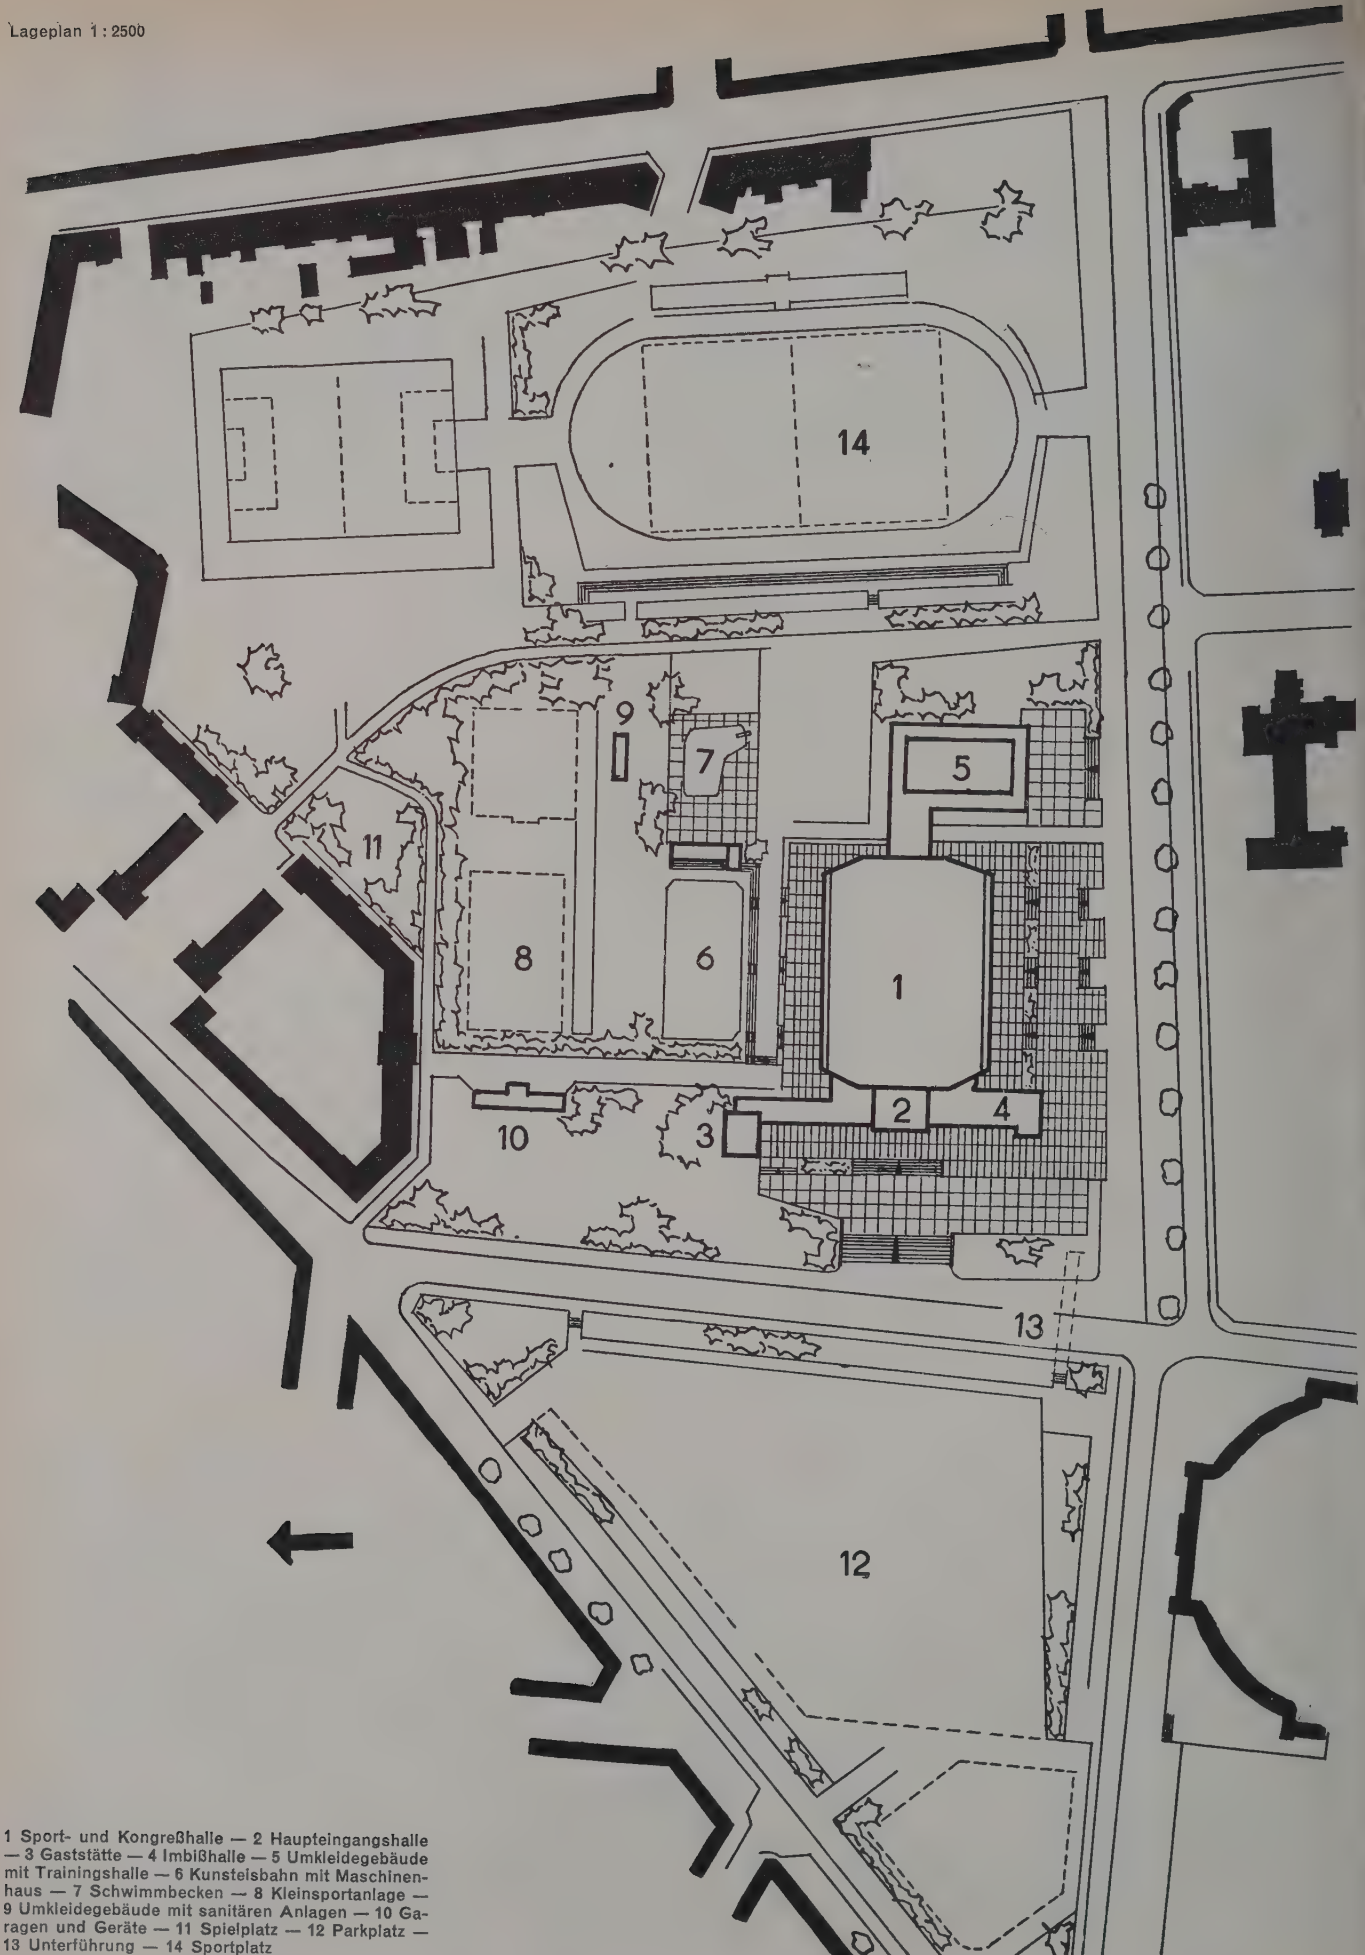 Lageplan 1 : 2500
14
9
7
5
11
8
6
1
2
4
3
10
13
12
1 Sport- und Kongreßhalle — 2 Haupteingangshalle
— 3 Gaststätte — 4 Imbißhalle — 5 Umkleidegebäude
mit Trainingshalle — 6 Kunsteisbahn mit Maschinen-
haus — 7 Schwimmbecken — 8 Kleinsportanlage —
9 Umkleidegebäude mit sanitären Anlagen — 10 Ga-
ragen und Geräte — 11 Spielplatz — 12 Parkplatz —
13 Unterführung — 14 Sportplatz